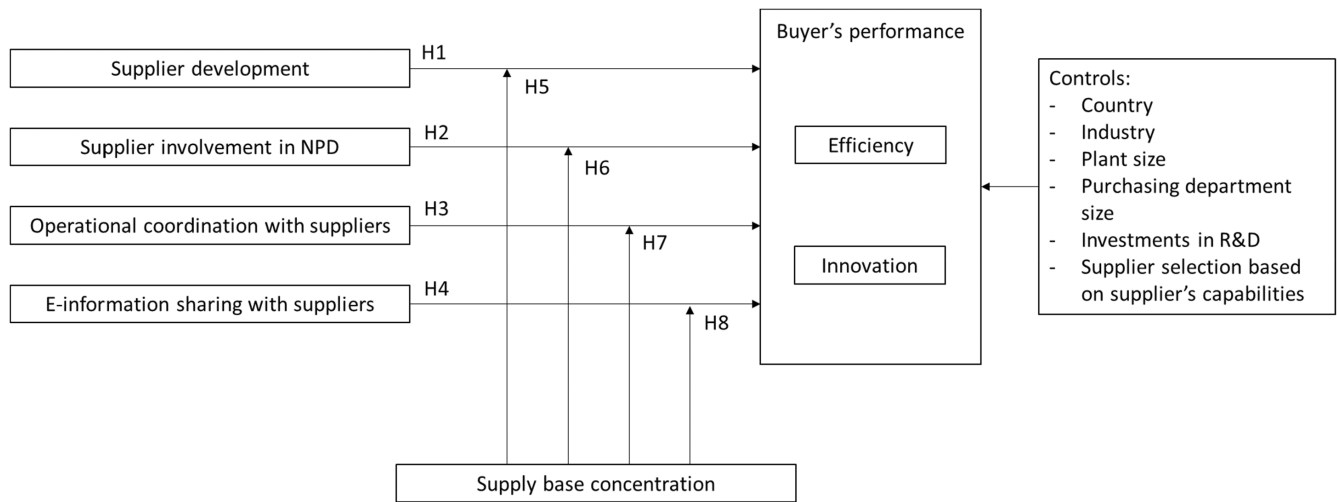 Supplier development
H1
H5
Supplier involvement in NPD
H2
H6
Operational coordination with suppliers
H3
H7
E-information sharing with suppliers
H4
H8
Supply base concentration
Buyer’s performance
Efficiency
Innovation
Controls:
- Country
- Industry
- Plant size
- Purchasing department
size
- Investments in R&D
- Supplier selection based
on supplier’s capabilities